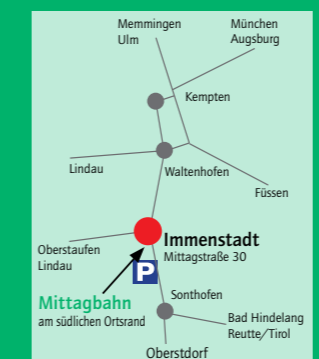 Memmingen
Ulm
München
Augsburg
Kempten
Lindau
Waltenhofen
Füssen
Immenstadt
Mittagstraße 30
Oberstaufen
Lindau
P
Mittagbahn
am südlichen Ortsrand
Sonthofen
Bad Hindelang
Reutte/Tirol
Oberstdorf